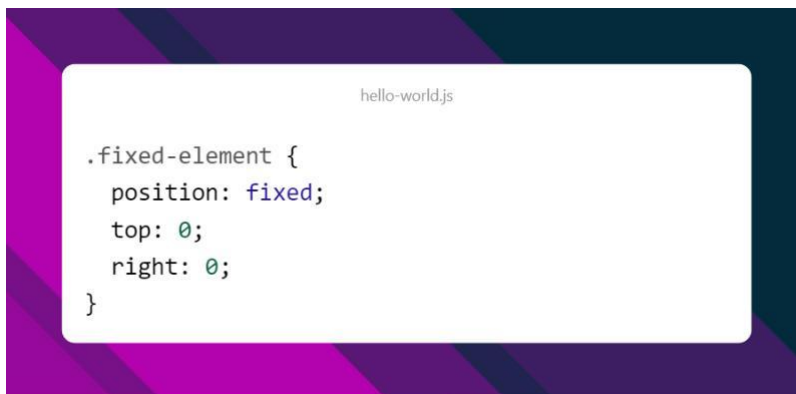 hello-world.js
.fixed-element {
  position: fixed;
  top: 0;
  right: 0;
}